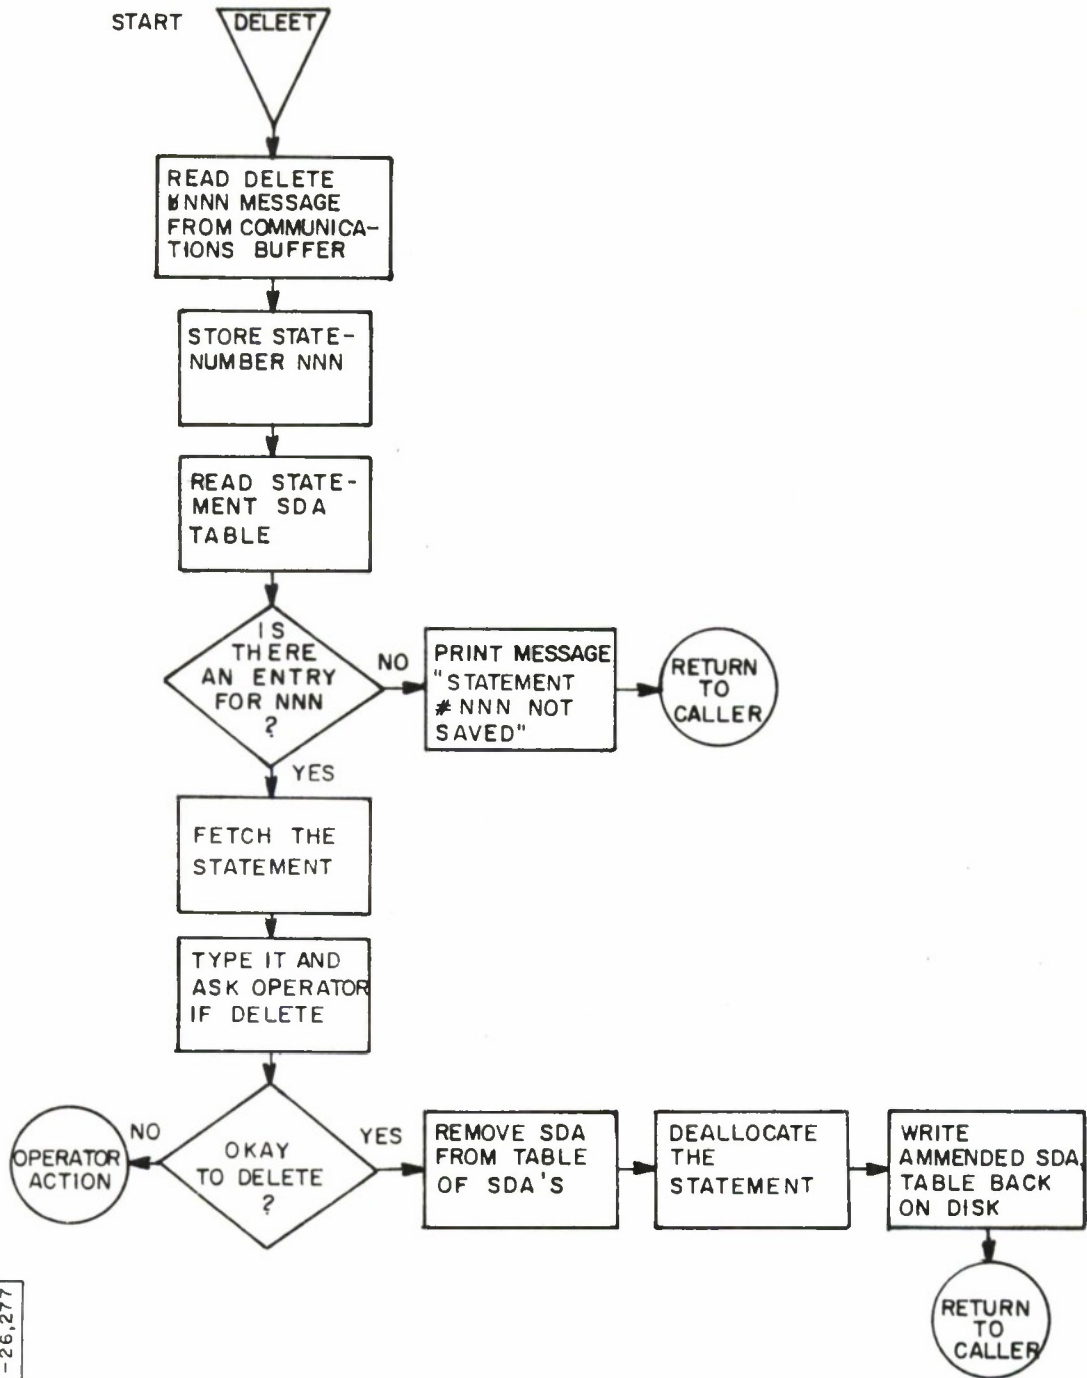 START
DELEET
READ DELETE
ƀNNN MESSAGE
FROM COMMUNICA-
TIONS BUFFER
STORE STATE-
NUMBER NNN
READ STATE-
MENT SDA
TABLE
IS
THERE
AN ENTRY
FOR NNN
?
NO
PRINT MESSAGE
"STATEMENT
# NNN NOT
SAVED"
RETURN
TO
CALLER
YES
FETCH THE
STATEMENT
TYPE IT AND
ASK OPERATOR
IF DELETE
OKAY
TO DELETE
?
NO
OPERATOR
ACTION
YES
REMOVE SDA
FROM TABLE
OF SDA'S
DEALLOCATE
THE
STATEMENT
WRITE
AMMENDED SDA
TABLE BACK
ON DISK
RETURN
TO
CALLER
-26,277